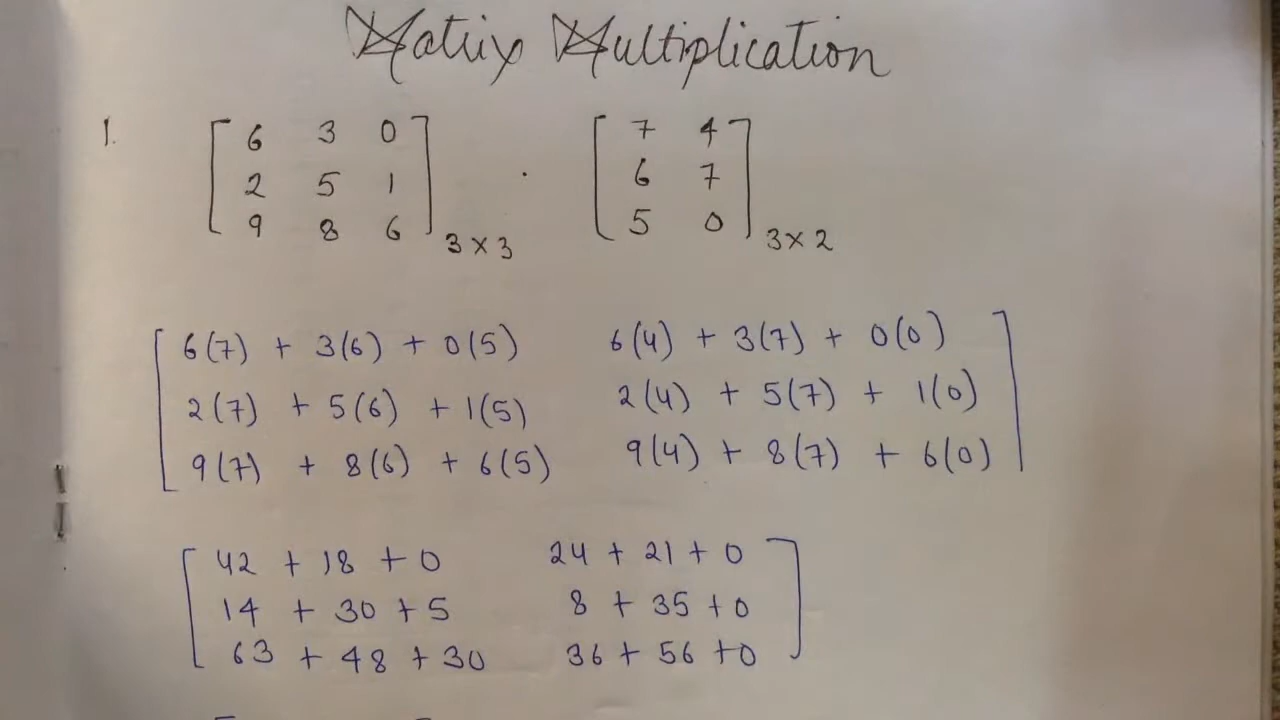 Matrix Multiplication
1. [ 6 3 0 ] [ 7 4 ]
[ 2 5 1 ] . [ 6 7 ]
[ 9 8 6 ] 3 x 3 [ 5 0 ] 3 x 2
[ 6(7) + 3(6) + 0(5) 6(4) + 3(7) + 0(0) ]
[ 2(7) + 5(6) + 1(5) 2(4) + 5(7) + 1(0) ]
[ 9(7) + 8(6) + 6(5) 9(4) + 8(7) + 6(0) ]
[ 42 + 18 + 0 24 + 21 + 0 ]
[ 14 + 30 + 5 8 + 35 + 0 ]
[ 63 + 48 + 30 36 + 56 + 0 ]